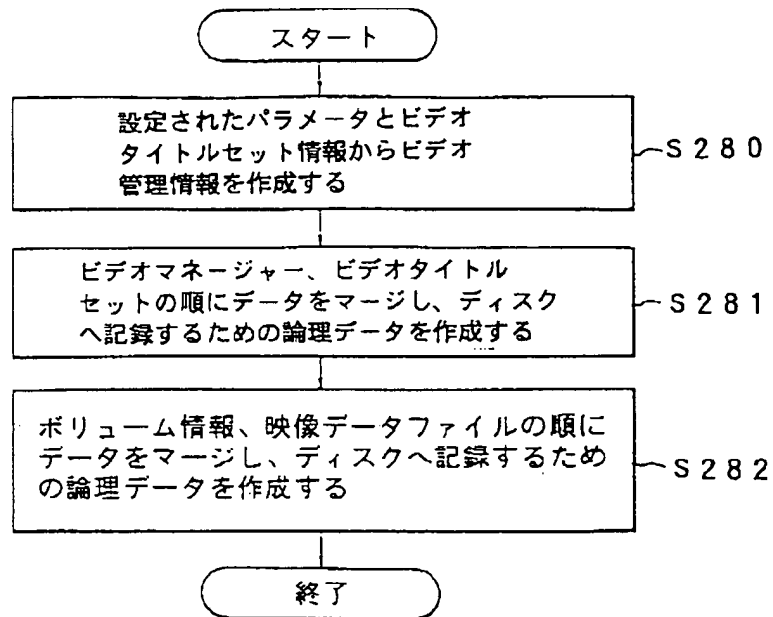 スタート
設定されたパラメータとビデオ
タイトルセット情報からビデオ
管理情報を作成する
S280
ビデオマネージャー、ビデオタイトル
セットの順にデータをマージし、ディスク
へ記録するための論理データを作成する
S281
ボリューム情報、映像データファイルの順に
データをマージし、ディスクへ記録するため
の論理データを作成する
S282
終了